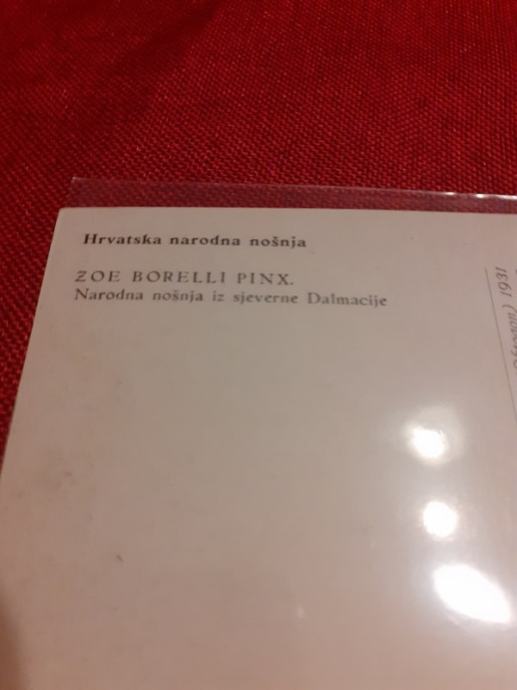 Hrvatska narodna nošnja
ZOE BORELLI PINX.
Narodna nošnja iz sjeverne Dalmacije
1931